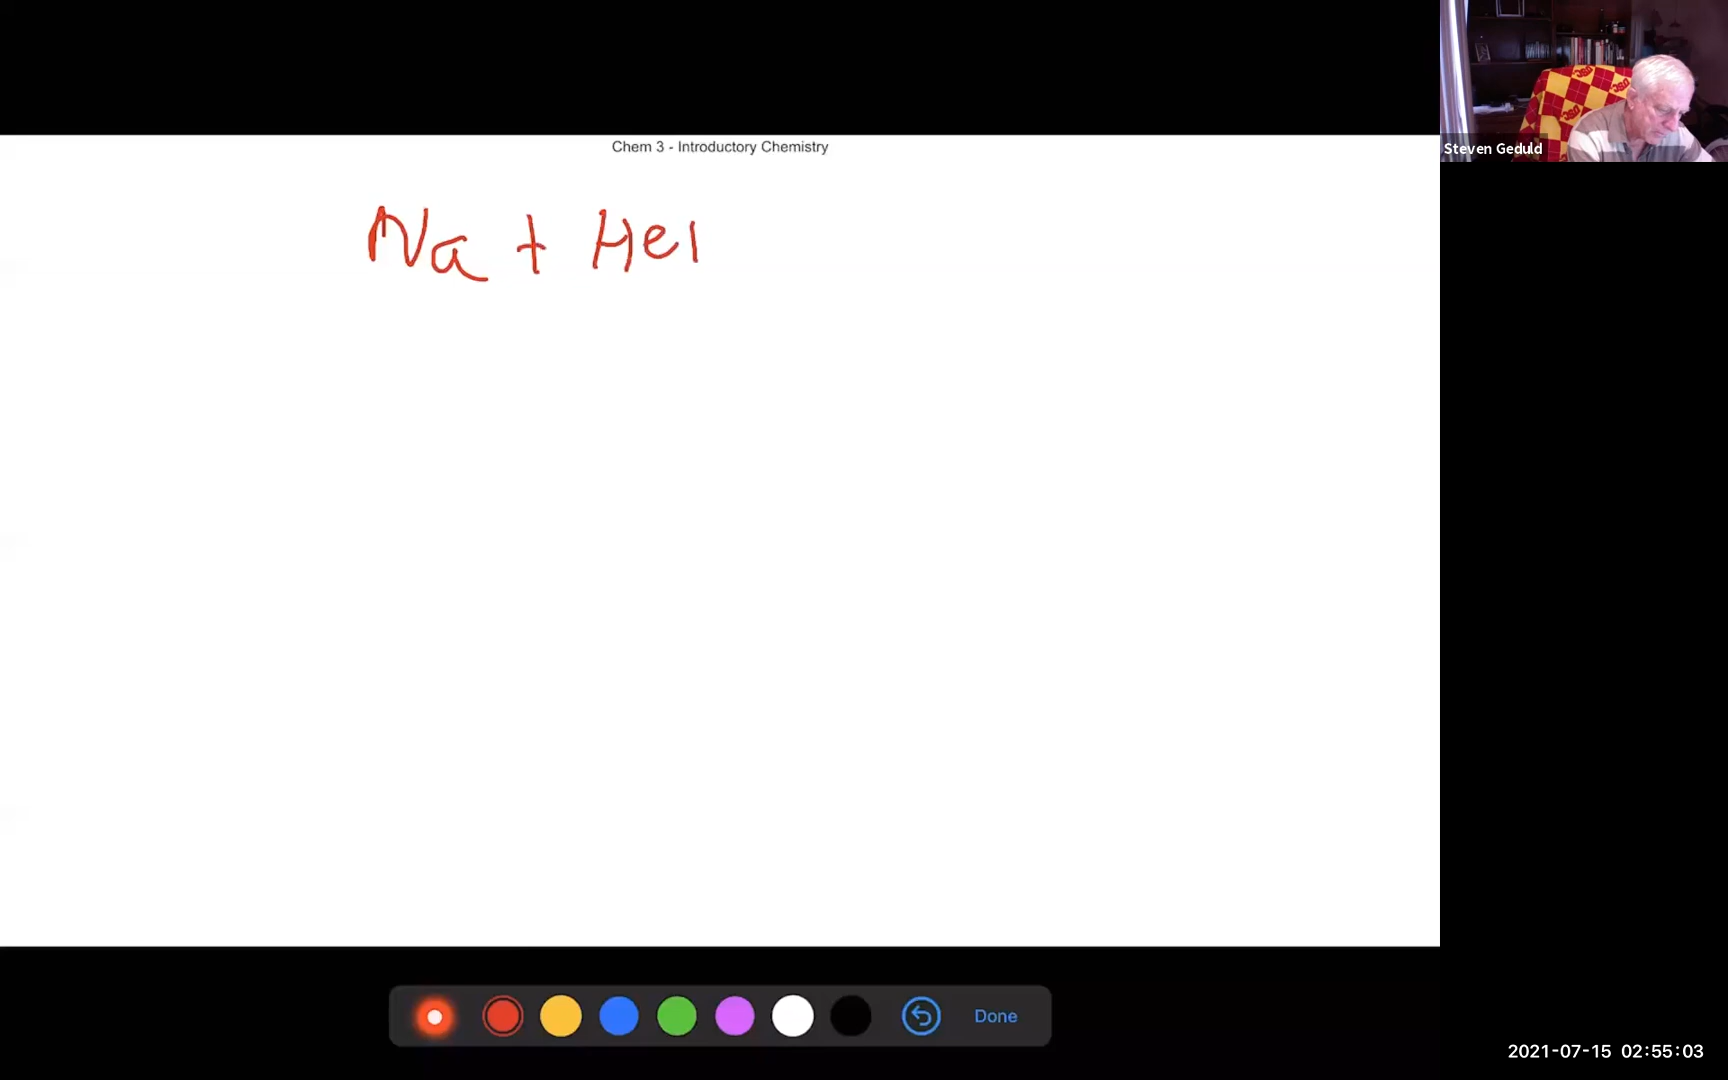 Chem 3 - Introductory Chemistry
Na + HCl
Steven Geduld
Done
2021-07-15 02:55:03